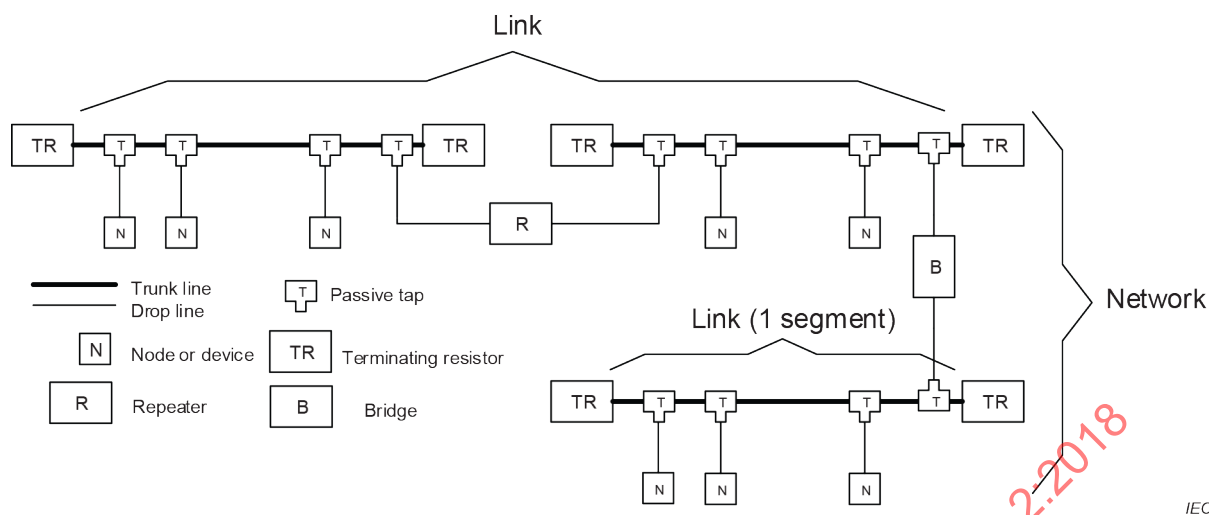 Link
TR T T T T TR TR T T T T TR
N N N R N N
B
Trunk line
Drop line
T Passive tap
Network
Link (1 segment)
N Node or device
TR Terminating resistor
R Repeater
B Bridge
TR T T T T TR
N N N
2:2018
IEC